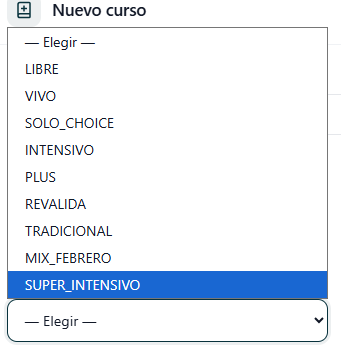 Nuevo curso
— Elegir —
LIBRE
VIVO
SOLO_CHOICE
INTENSIVO
PLUS
REVALIDA
TRADICIONAL
MIX_FEBRERO
SUPER_INTENSIVO
— Elegir —